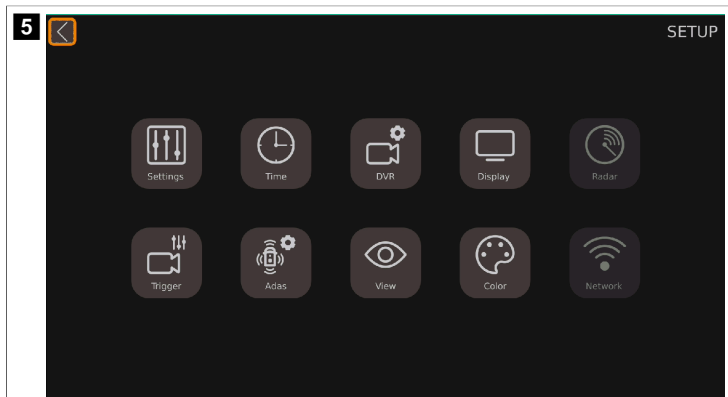 5
SETUP
Settings Time DVR Display Radar
Trigger Adas View Color Network